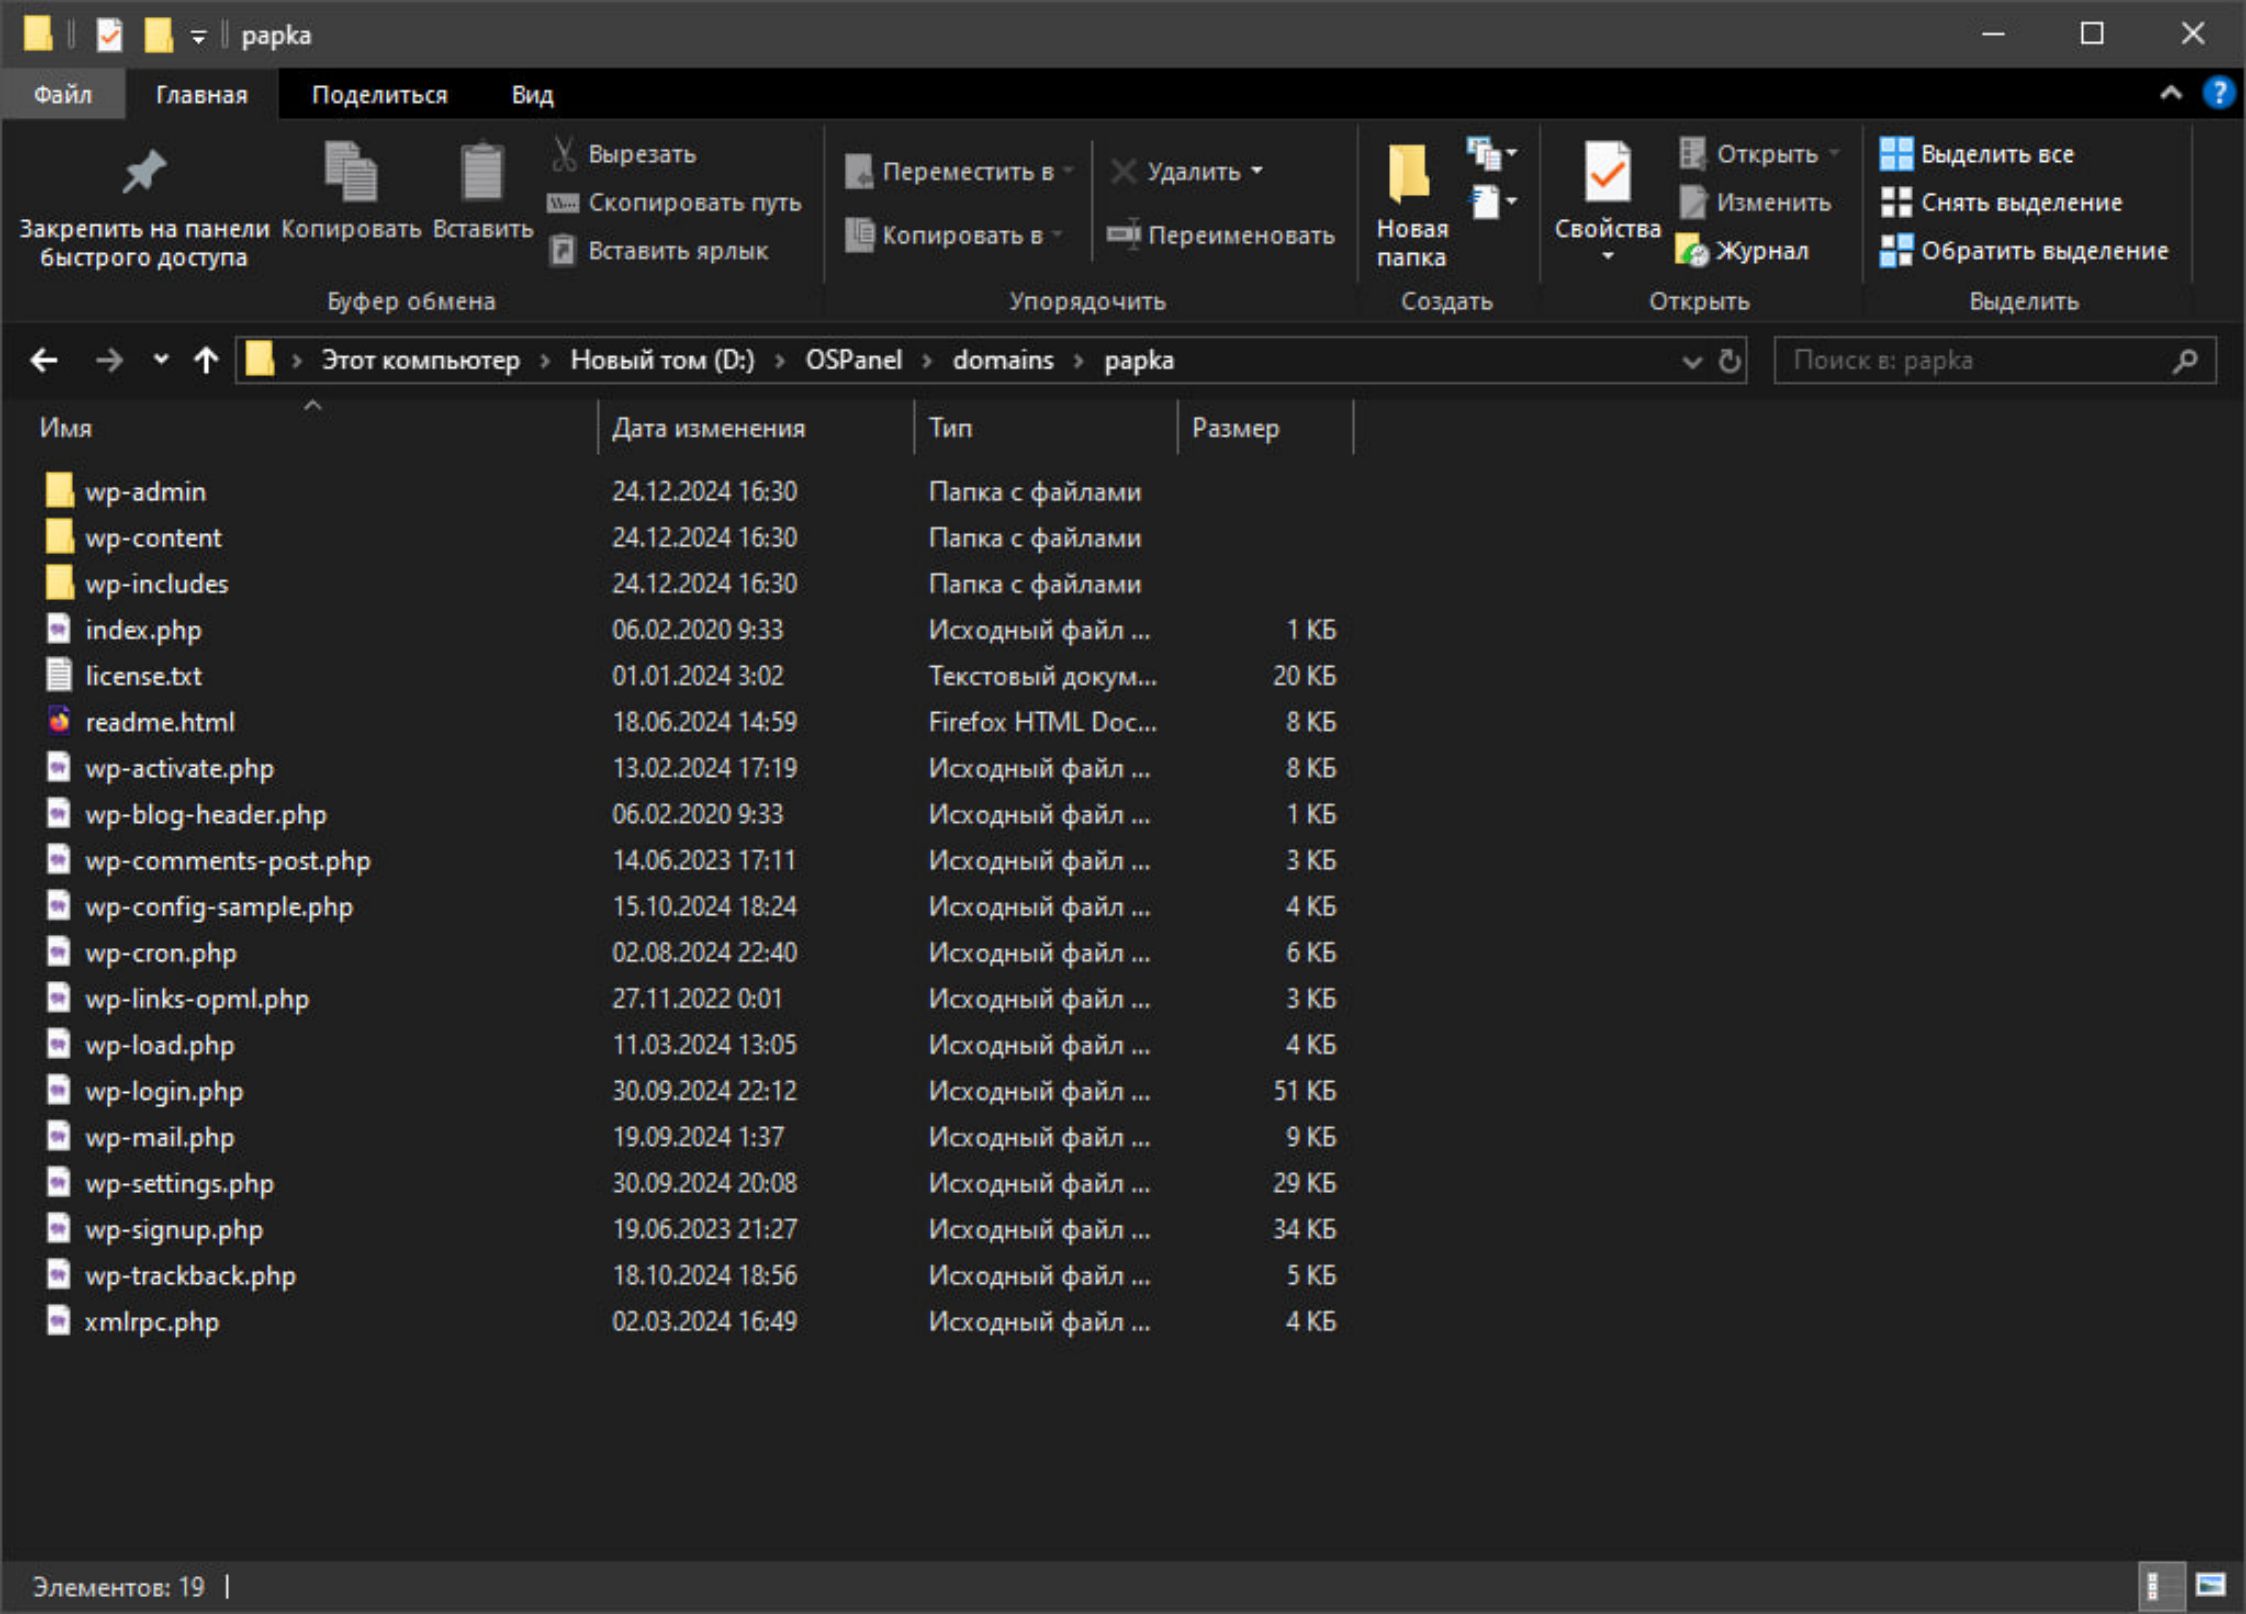 papka
Файл Главная Поделиться Вид
Закрепить на панели быстрого доступа
Копировать
Вставить
Вырезать
Скопировать путь
Вставить ярлык
Буфер обмена
Переместить в
Копировать в
Удалить
Переименовать
Упорядочить
Новая папка
Создать
Свойства
Открыть
Изменить
Журнал
Открыть
Выделить все
Снять выделение
Обратить выделение
Выделить
Этот компьютер › Новый том (D:) › OSPanel › domains › papka
Поиск в: papka
Имя Дата изменения Тип Размер
wp-admin 24.12.2024 16:30 Папка с файлами
wp-content 24.12.2024 16:30 Папка с файлами
wp-includes 24.12.2024 16:30 Папка с файлами
index.php 06.02.2020 9:33 Исходный файл ... 1 КБ
license.txt 01.01.2024 3:02 Текстовый докум... 20 КБ
readme.html 18.06.2024 14:59 Firefox HTML Doc... 8 КБ
wp-activate.php 13.02.2024 17:19 Исходный файл ... 8 КБ
wp-blog-header.php 06.02.2020 9:33 Исходный файл ... 1 КБ
wp-comments-post.php 14.06.2023 17:11 Исходный файл ... 3 КБ
wp-config-sample.php 15.10.2024 18:24 Исходный файл ... 4 КБ
wp-cron.php 02.08.2024 22:40 Исходный файл ... 6 КБ
wp-links-opml.php 27.11.2022 0:01 Исходный файл ... 3 КБ
wp-load.php 11.03.2024 13:05 Исходный файл ... 4 КБ
wp-login.php 30.09.2024 22:12 Исходный файл ... 51 КБ
wp-mail.php 19.09.2024 1:37 Исходный файл ... 9 КБ
wp-settings.php 30.09.2024 20:08 Исходный файл ... 29 КБ
wp-signup.php 19.06.2023 21:27 Исходный файл ... 34 КБ
wp-trackback.php 18.10.2024 18:56 Исходный файл ... 5 КБ
xmlrpc.php 02.03.2024 16:49 Исходный файл ... 4 КБ
Элементов: 19